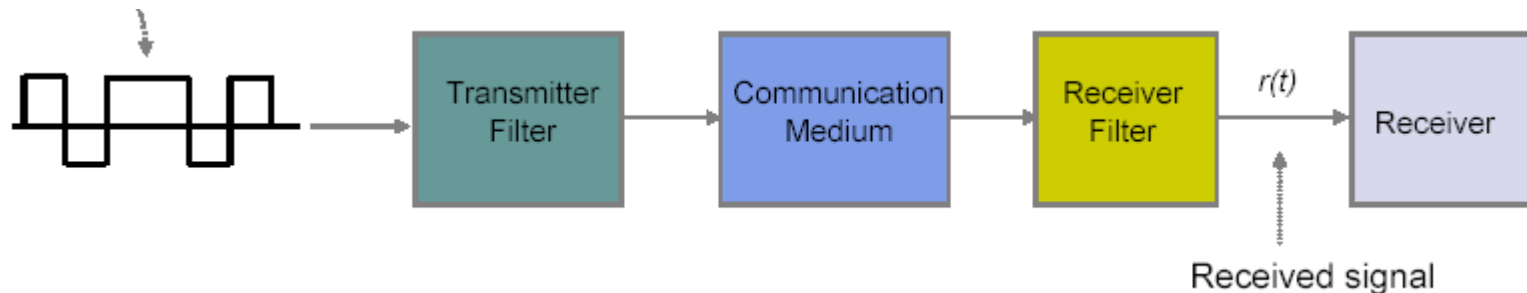 Transmitter
Filter
Communication
Medium
Receiver
Filter
r(t)
Receiver
Received signal